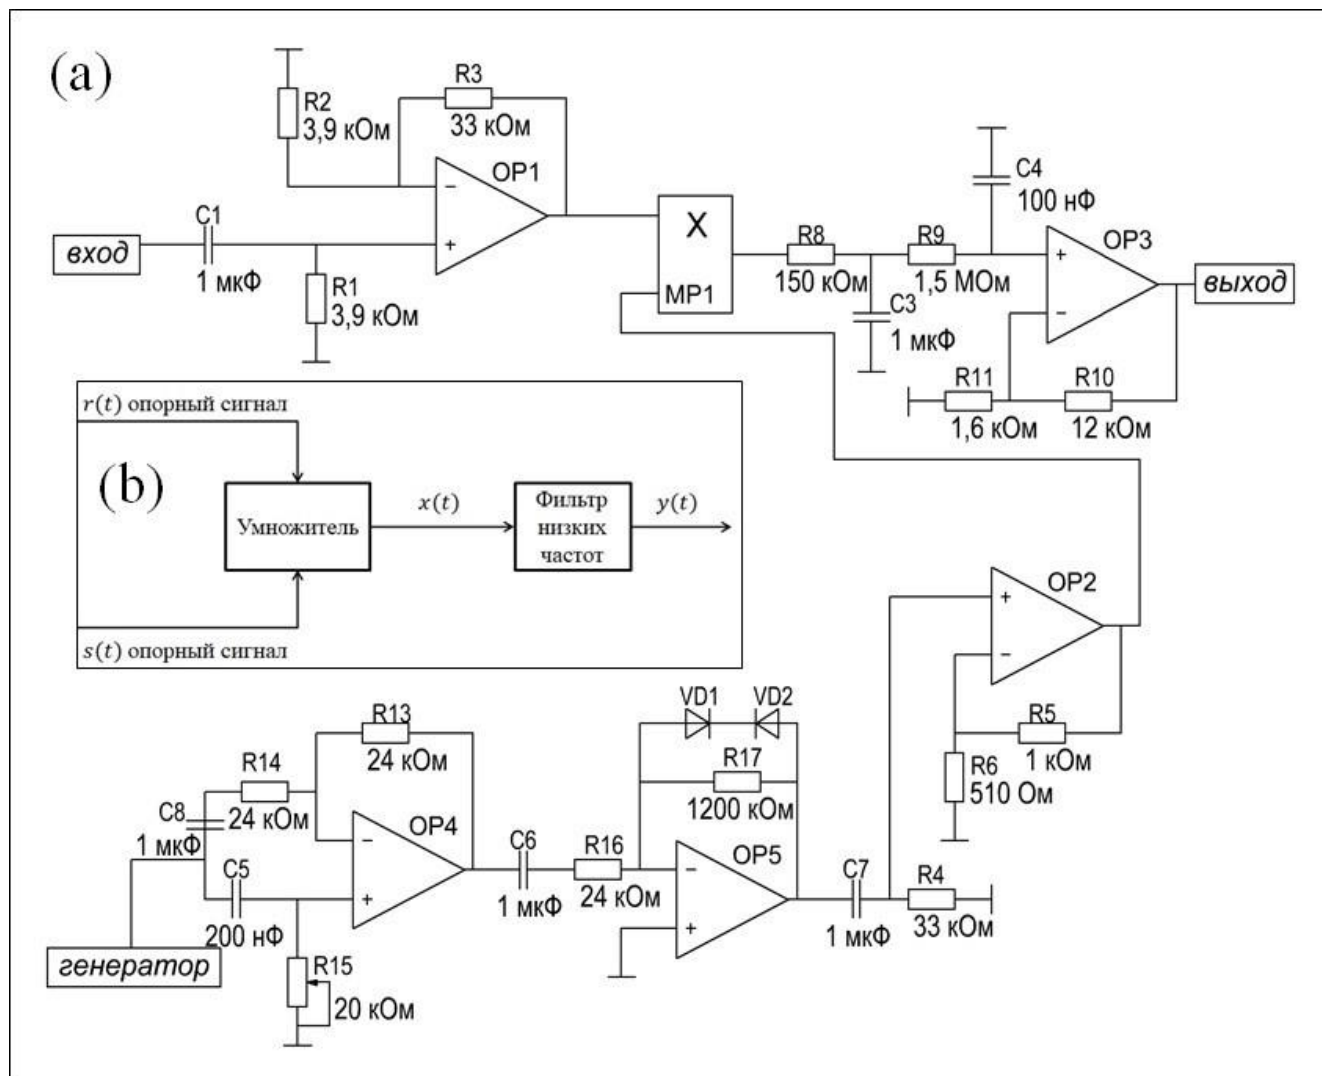 (a)
R2
3,9 кОм
R3
33 кОм
OP1
−
+
C1
вход
1 мкФ
R1
3,9 кОм
X
MP1
R8
150 кОм
R9
1,5 МОм
C3
1 мкФ
C4
100 нФ
OP3
+
−
выход
R11
1,6 кОм
R10
12 кОм
r(t) опорный сигнал
(b)
Умножитель
x(t)
Фильтр
низких
частот
y(t)
s(t) опорный сигнал
OP2
+
−
R5
1 кОм
R6
510 Ом
VD1
VD2
R13
24 кОм
R14
24 кОм
C8
1 мкФ
C5
200 нФ
OP4
−
+
генератор
R15
20 кОм
C6
1 мкФ
R16
24 кОм
R17
1200 кОм
OP5
−
+
C7
1 мкФ
R4
33 кОм